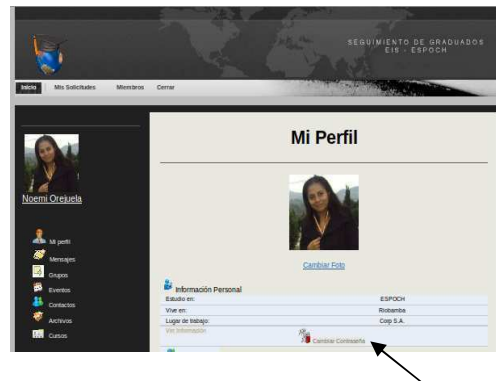 SEGUIMIENTO DE GRADUADOS
EIS - ESPOCH
Inicio Mis Solicitudes Miembros Cerrar
Mi Perfil
Noemi Orejuela
Cambiar Foto
Mi perfil
Mensajes
Grupos
Eventos
Contactos
Archivos
Cursos
Información Personal
Estudio en: ESPOCH
Vive en: Riobamba
Lugar de trabajo: Corp S.A.
Ver Información
Cambiar Contraseña